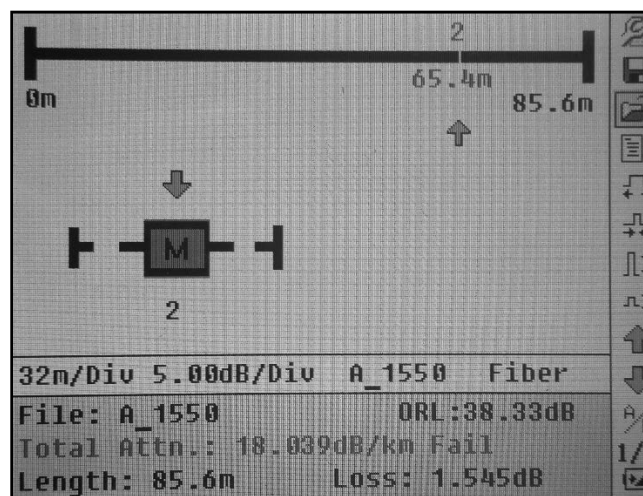 2
65.4m
0m
85.6m
M
2
32m/Div 5.00dB/Div A_1550 Fiber
File: A_1550 ORL:38.33dB
Total Attn.: 18.039dB/km Fail
Length: 85.6m Loss: 1.545dB
A/
1/